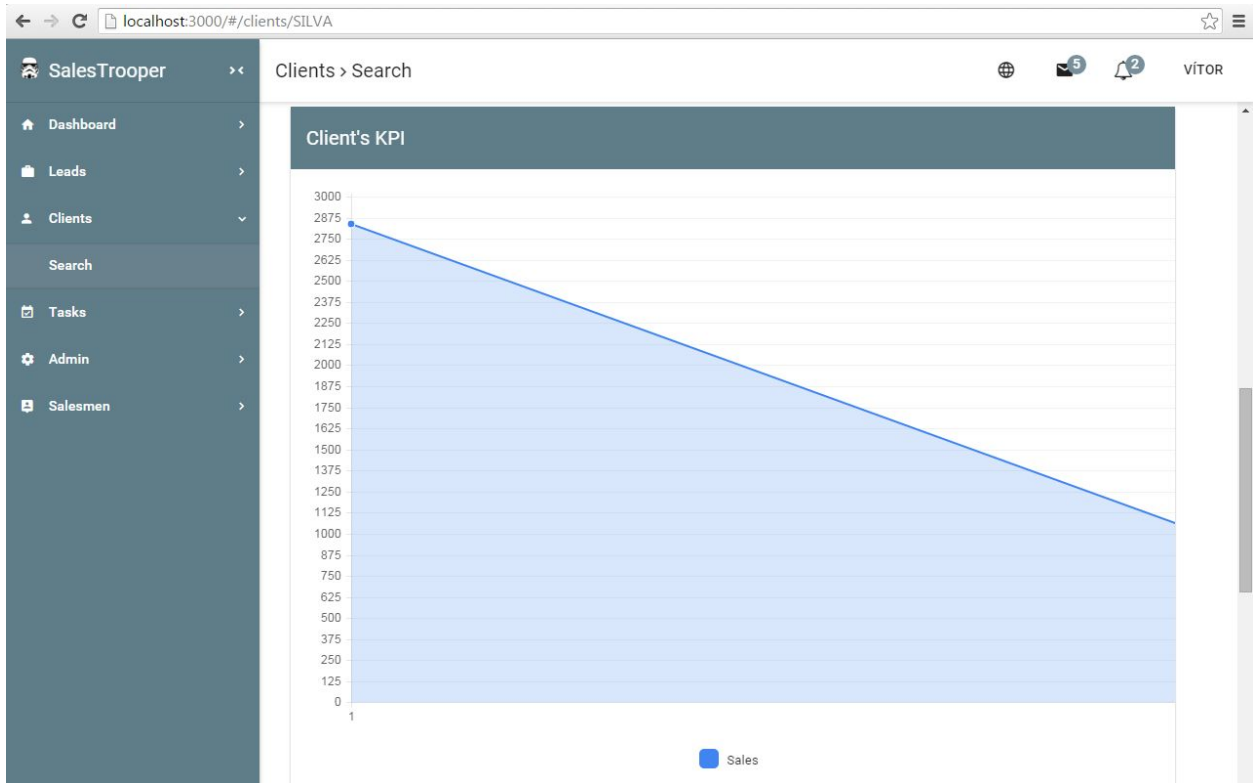 localhost:3000/#/clients/SILVA
SalesTrooper
Clients › Search
5
2
VÍTOR
Dashboard
Leads
Clients
Search
Tasks
Admin
Salesmen
Client's KPI
3000
2875
2750
2625
2500
2375
2250
2125
2000
1875
1750
1625
1500
1375
1250
1125
1000
875
750
625
500
375
250
125
0
1
Sales